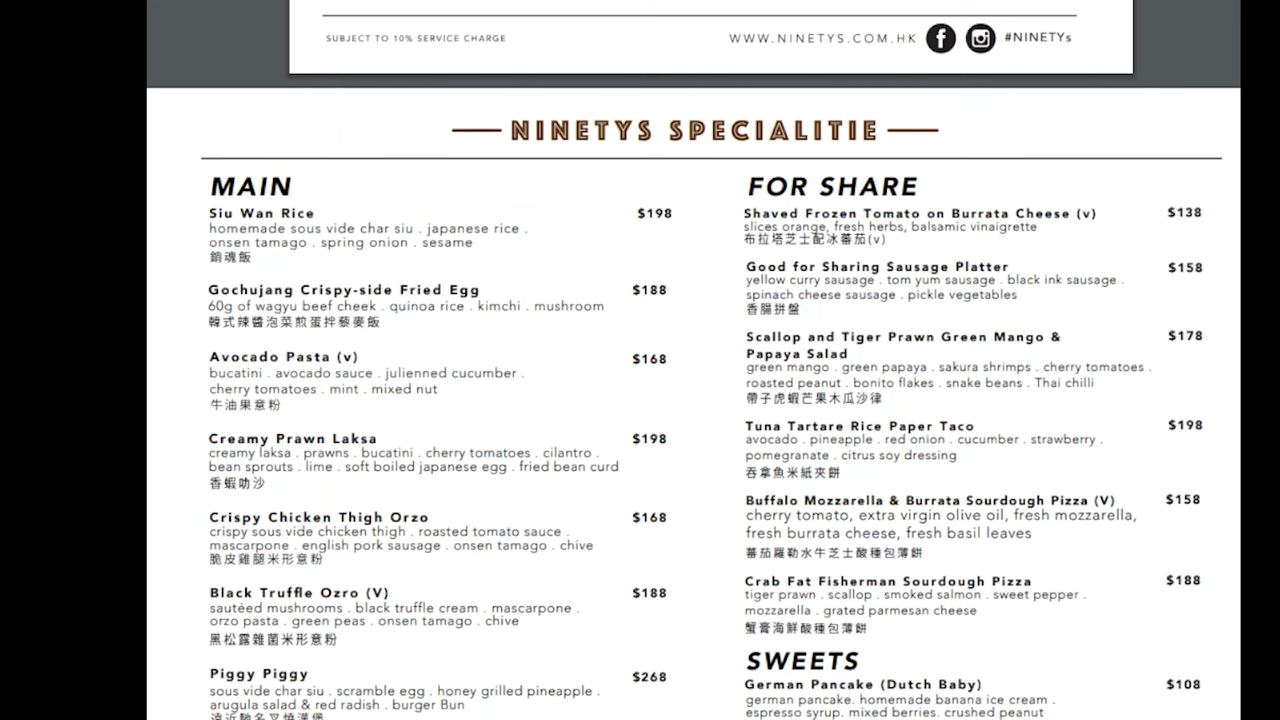 SUBJECT TO 10% SERVICE CHARGE
WWW.NINETYS.COM.HK
#NINETYs
NINETYS SPECIALITIE
MAIN
Siu Wan Rice $198
homemade sous vide char siu . japanese rice .
onsen tamago . spring onion . sesame
銷魂飯
Gochujang Crispy-side Fried Egg $188
60g of wagyu beef cheek . quinoa rice . kimchi . mushroom
韓式辣醬泡菜煎蛋拌藜麥飯
Avocado Pasta (v) $168
bucatini . avocado sauce . julienned cucumber .
cherry tomatoes . mint . mixed nut
牛油果意粉
Creamy Prawn Laksa $198
creamy laksa . prawns . bucatini . cherry tomatoes . cilantro .
bean sprouts . lime . soft boiled japanese egg . fried bean curd
香蝦叻沙
Crispy Chicken Thigh Orzo $168
crispy sous vide chicken thigh . roasted tomato sauce .
mascarpone . english pork sausage . onsen tamago . chive
脆皮雞腿米形意粉
Black Truffle Ozro (V) $188
sautéed mushrooms . black truffle cream . mascarpone .
orzo pasta . green peas . onsen tamago . chive
黑松露雜菌米形意粉
Piggy Piggy $268
sous vide char siu . scramble egg . honey grilled pineapple .
arugula salad & red radish . burger Bun
遠近馳名叉燒漢堡
FOR SHARE
Shaved Frozen Tomato on Burrata Cheese (v) $138
slices orange, fresh herbs, balsamic vinaigrette
布拉塔芝士配冰蕃茄(v)
Good for Sharing Sausage Platter $158
yellow curry sausage . tom yum sausage . black ink sausage .
spinach cheese sausage . pickle vegetables
香腸拼盤
Scallop and Tiger Prawn Green Mango & $178
Papaya Salad
green mango . green papaya . sakura shrimps . cherry tomatoes .
roasted peanut . bonito flakes . snake beans . Thai chilli
帶子虎蝦芒果木瓜沙律
Tuna Tartare Rice Paper Taco $198
avocado . pineapple . red onion . cucumber . strawberry .
pomegranate . citrus soy dressing
吞拿魚米紙夾餅
Buffalo Mozzarella & Burrata Sourdough Pizza (V) $158
cherry tomato, extra virgin olive oil, fresh mozzarella,
fresh burrata cheese, fresh basil leaves
蕃茄羅勒水牛芝士酸種包薄餅
Crab Fat Fisherman Sourdough Pizza $188
tiger prawn . scallop . smoked salmon . sweet pepper .
mozzarella . grated parmesan cheese
蟹膏海鮮酸種包薄餅
SWEETS
German Pancake (Dutch Baby) $108
german pancake. homemade banana ice cream .
espresso syrup. mixed berries. crushed peanut